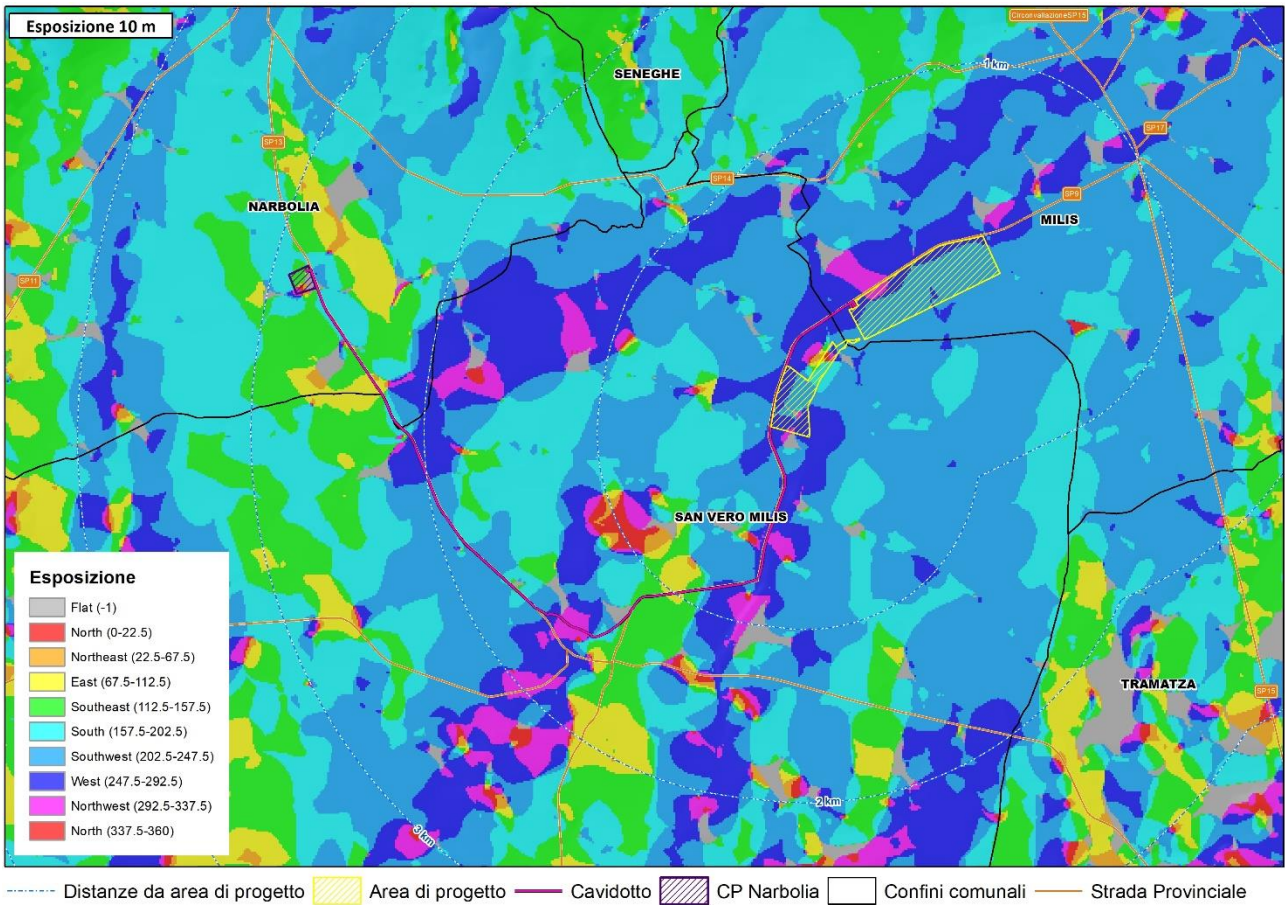 Esposizione 10 m
CirconvallazioneSP15
SENEGHE
1 km
SP17
SP13
SP14
SP9
NARBOLIA
MILIS
SP11
SAN VERO MILIS
TRAMATZA
SP15
2 km
3 km
Esposizione
Flat (-1)
North (0-22.5)
Northeast (22.5-67.5)
East (67.5-112.5)
Southeast (112.5-157.5)
South (157.5-202.5)
Southwest (202.5-247.5)
West (247.5-292.5)
Northwest (292.5-337.5)
North (337.5-360)
Distanze da area di progetto Area di progetto Cavidotto CP Narbolia Confini comunali Strada Provinciale